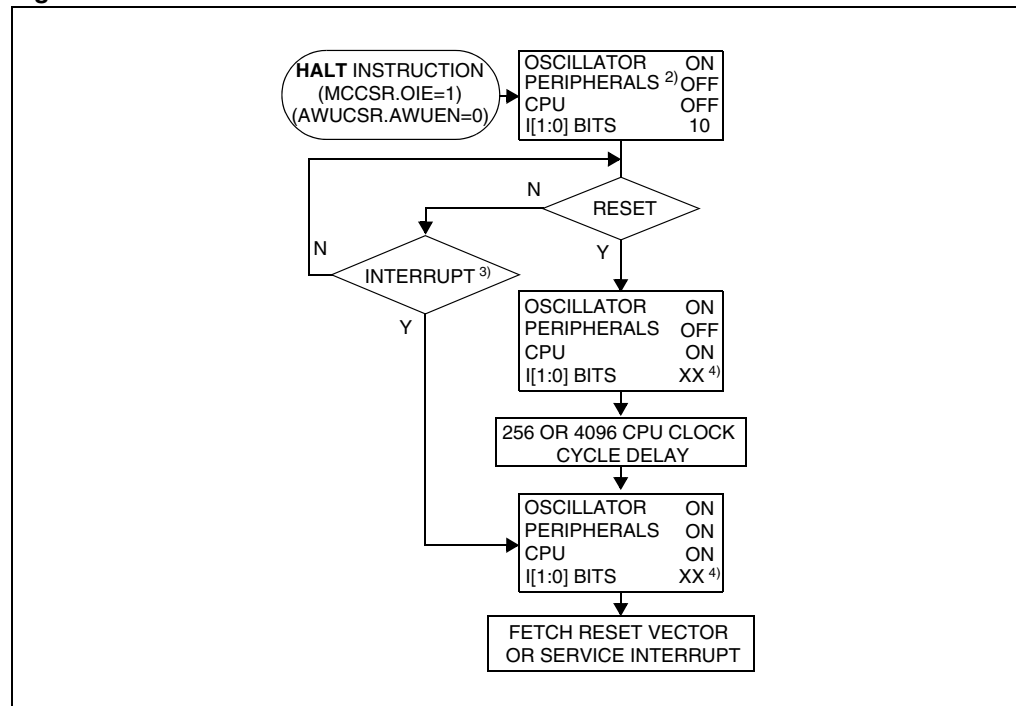 HALT INSTRUCTION
(MCCSR.OIE=1)
(AWUCSR.AWUEN=0)
OSCILLATOR ON
PERIPHERALS 2) OFF
CPU OFF
I[1:0] BITS 10
N
RESET
N
Y
INTERRUPT 3)
Y
OSCILLATOR ON
PERIPHERALS OFF
CPU ON
I[1:0] BITS XX 4)
256 OR 4096 CPU CLOCK
CYCLE DELAY
OSCILLATOR ON
PERIPHERALS ON
CPU ON
I[1:0] BITS XX 4)
FETCH RESET VECTOR
OR SERVICE INTERRUPT